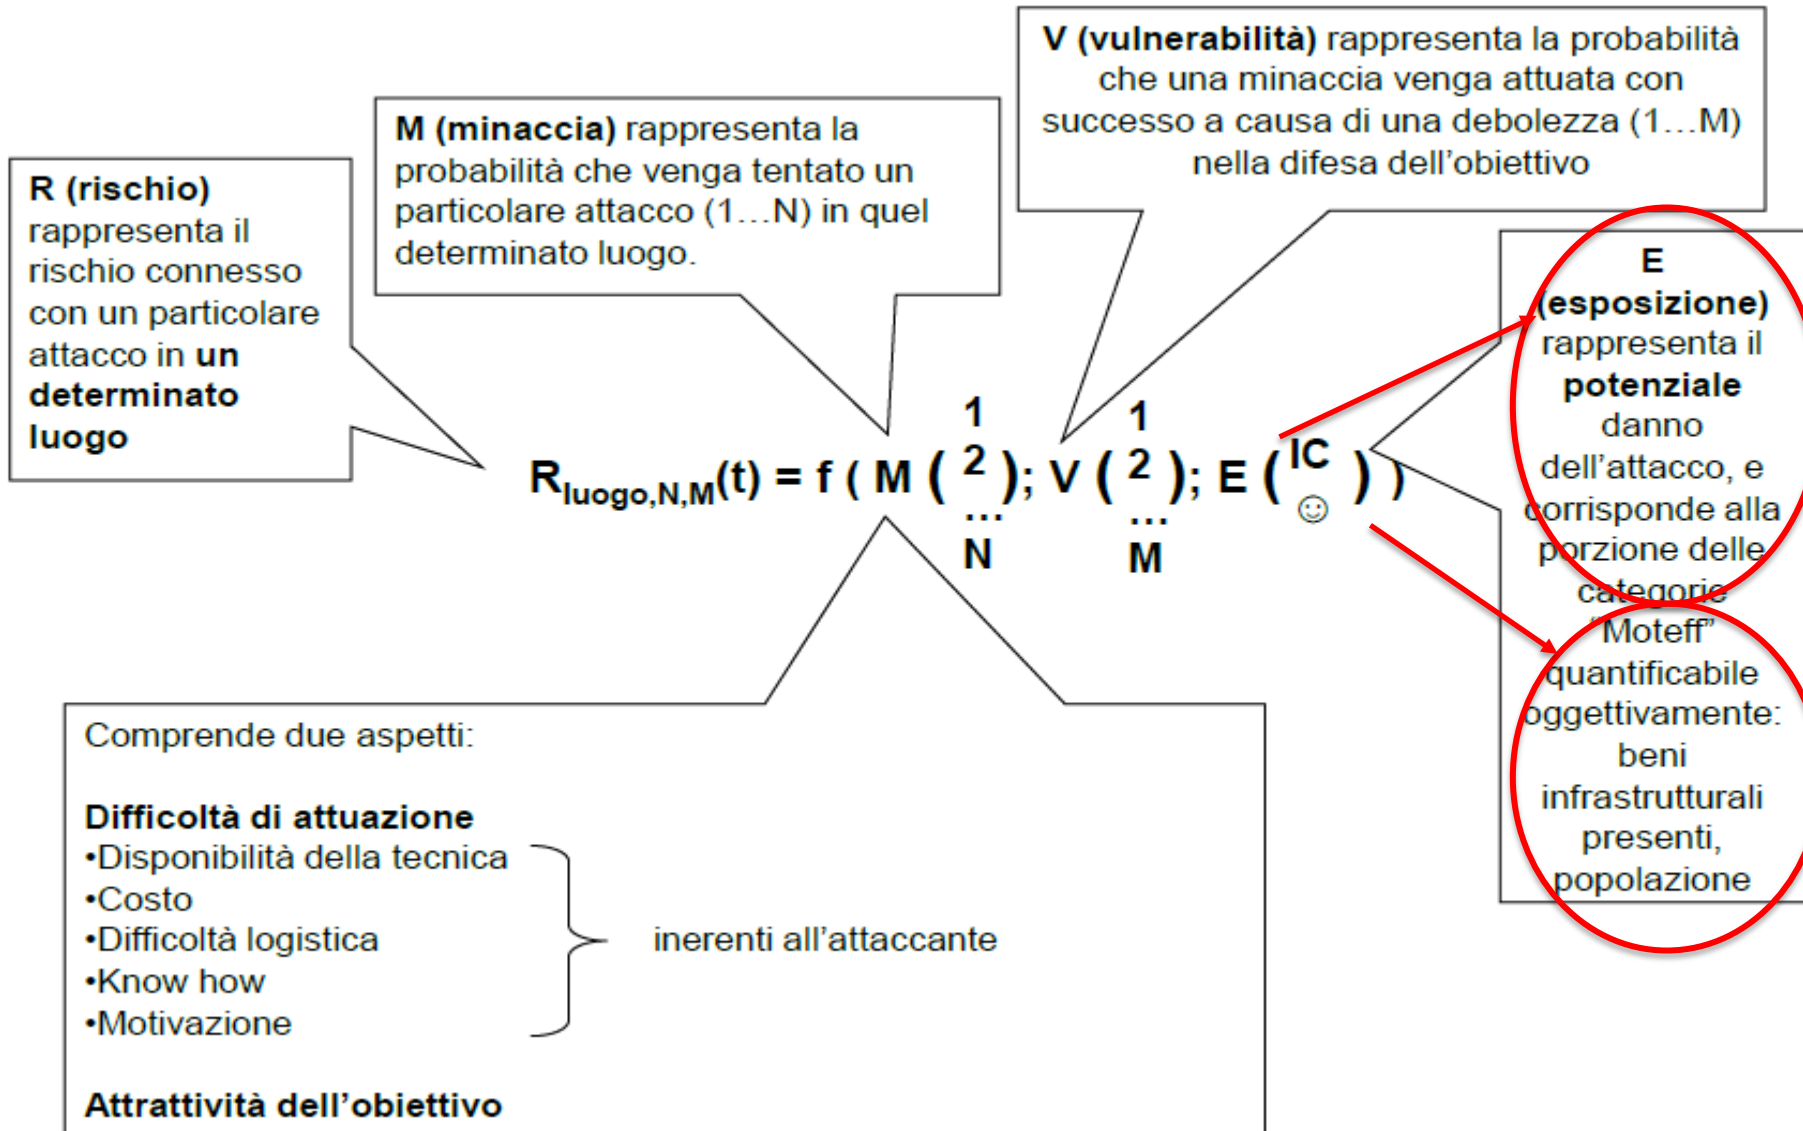 R (rischio)
rappresenta il
rischio connesso
con un particolare
attacco in un
determinato
luogo
M (minaccia) rappresenta la
probabilità che venga tentato un
particolare attacco (1…N) in quel
determinato luogo.
V (vulnerabilità) rappresenta la probabilità
che una minaccia venga attuata con
successo a causa di una debolezza (1…M)
nella difesa dell'obiettivo
E
(esposizione)
rappresenta il
potenziale
danno
dell'attacco, e
corrisponde alla
porzione delle
categorie
"Moteff"
quantificabile
oggettivamente:
beni
infrastrutturali
presenti,
popolazione
1 1
R luogo,N,M(t) = f ( M ( 2 ); V ( 2 ); E ( IC ☺ ) )
… …
N M
Comprende due aspetti:
Difficoltà di attuazione
•Disponibilità della tecnica
•Costo
•Difficoltà logistica
•Know how
•Motivazione
inerenti all'attaccante
Attrattività dell'obiettivo